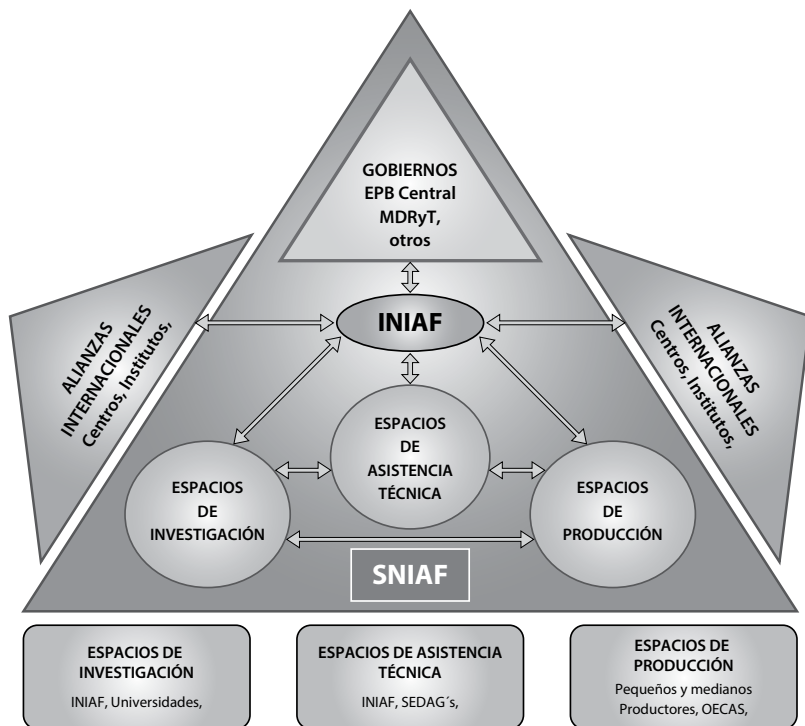 GOBIERNOS
EPB Central
MDRyT,
otros
INIAF
ALIANZAS
INTERNACIONALES
Centros, Institutos,
ALIANZAS
INTERNACIONALES
Centros, Institutos,
ESPACIOS
DE
ASISTENCIA
TÉCNICA
ESPACIOS
DE
INVESTIGACIÓN
ESPACIOS
DE
PRODUCCIÓN
SNIAF
ESPACIOS DE
INVESTIGACIÓN
INIAF, Universidades,
ESPACIOS DE ASISTENCIA
TÉCNICA
INIAF, SEDAG´s,
ESPACIOS DE
PRODUCCIÓN
Pequeños y medianos
Productores, OECAS,